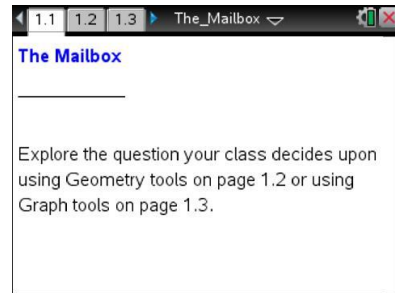 1.1 1.2 1.3 The_Mailbox
The Mailbox
Explore the question your class decides upon
using Geometry tools on page 1.2 or using
Graph tools on page 1.3.